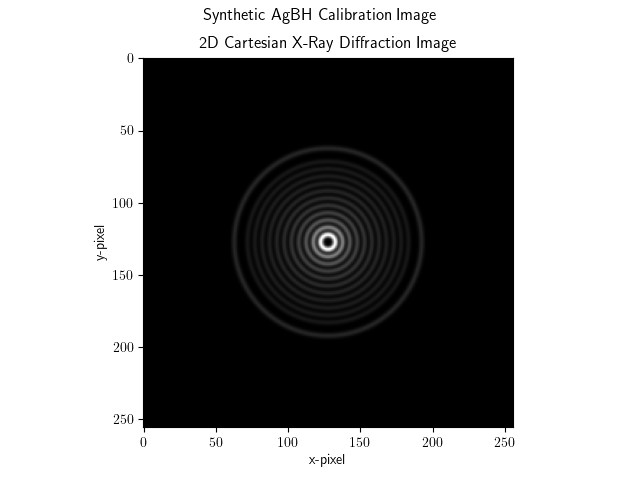 Synthetic AgBH Calibration Image
2D Cartesian X-Ray Diffraction Image
0
50
100
150
200
250
y-pixel
0 50 100 150 200 250
x-pixel